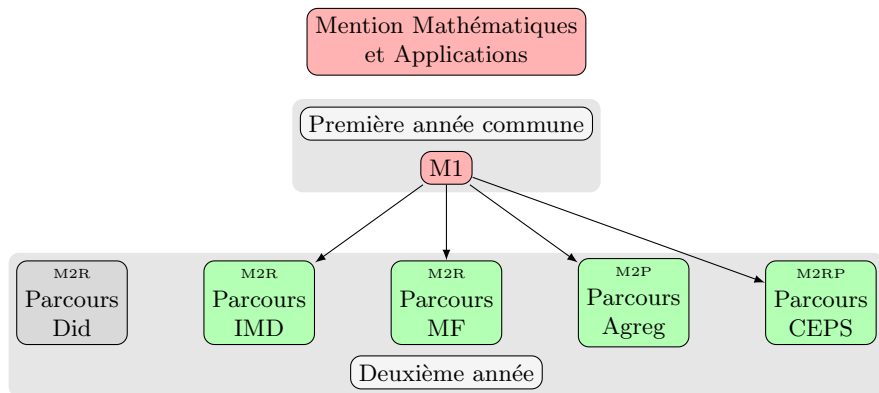 Mention Mathématiques
et Applications
Première année commune
M1
M2R
Parcours
Did
M2R
Parcours
IMD
M2R
Parcours
MF
M2P
Parcours
Agreg
M2RP
Parcours
CEPS
Deuxième année